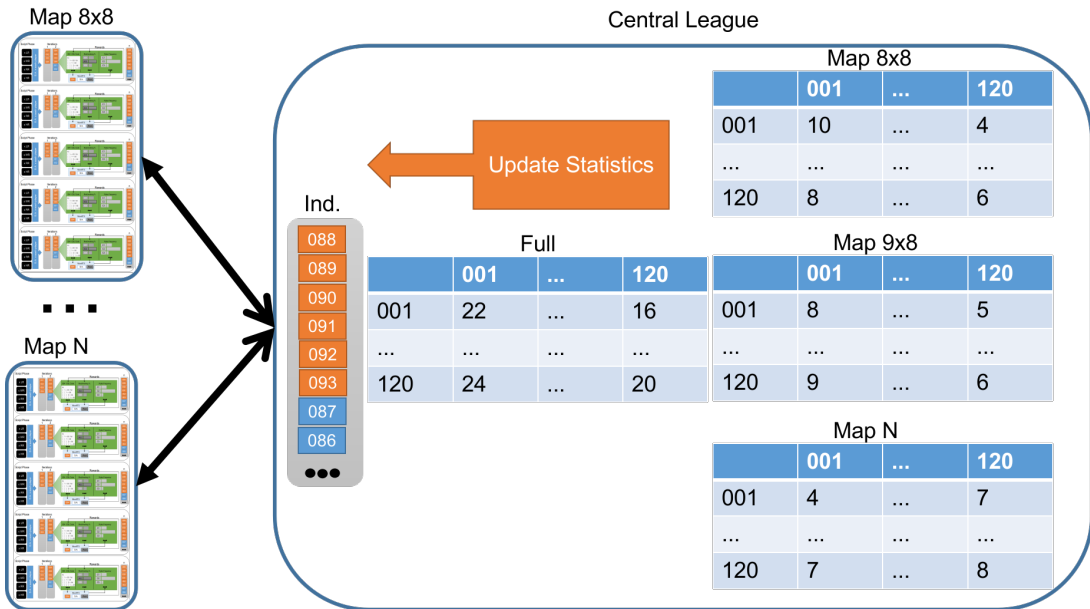 Map 8x8
...
Map N
Central League
Update Statistics
Ind.
088
089
090
091
092
093
087
086
Full
001 ... 120
001 22 ... 16
... ... ...
120 24 ... 20
Map 8x8
001 ... 120
001 10 ... 4
... ... ...
120 8 ... 6
Map 9x8
001 ... 120
001 8 ... 5
... ... ...
120 9 ... 6
Map N
001 ... 120
001 4 ... 7
... ... ...
120 7 ... 8